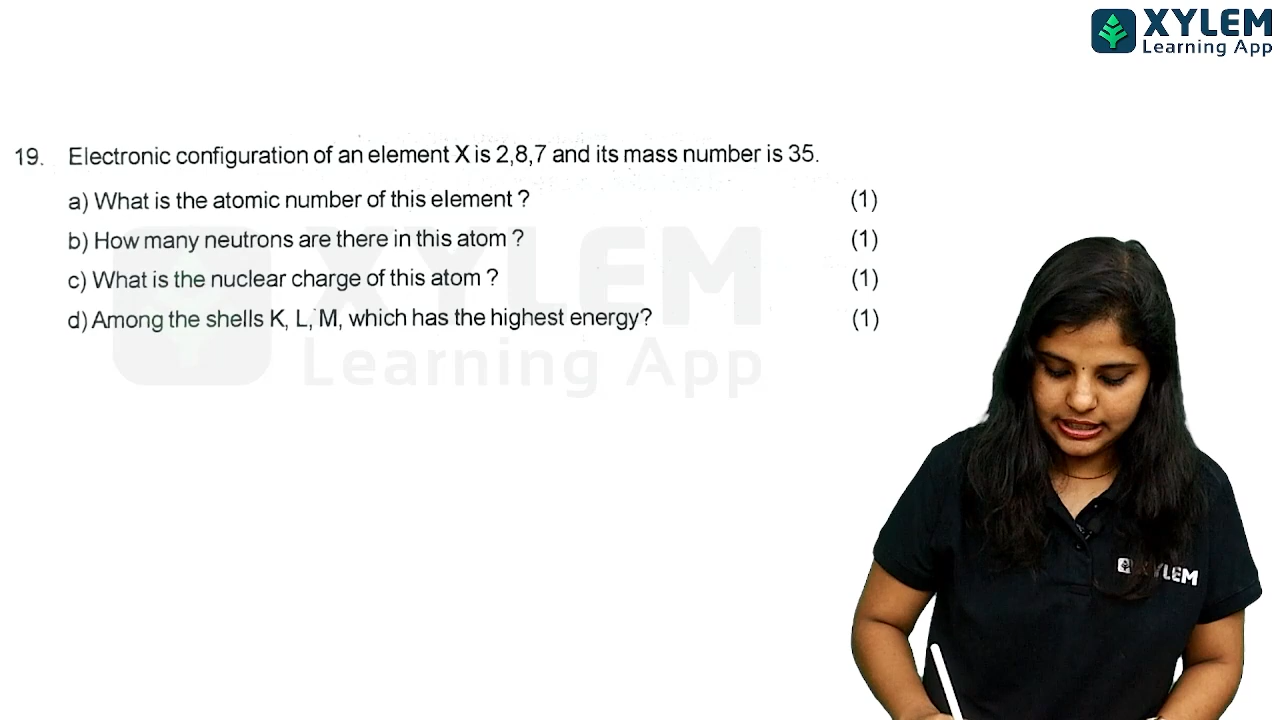 XYLEM
Learning App
19. Electronic configuration of an element X is 2,8,7 and its mass number is 35.
a) What is the atomic number of this element ? (1)
b) How many neutrons are there in this atom ? (1)
c) What is the nuclear charge of this atom ? (1)
d) Among the shells K, L, M, which has the highest energy? (1)
XYLEM
Learning App
XYLEM